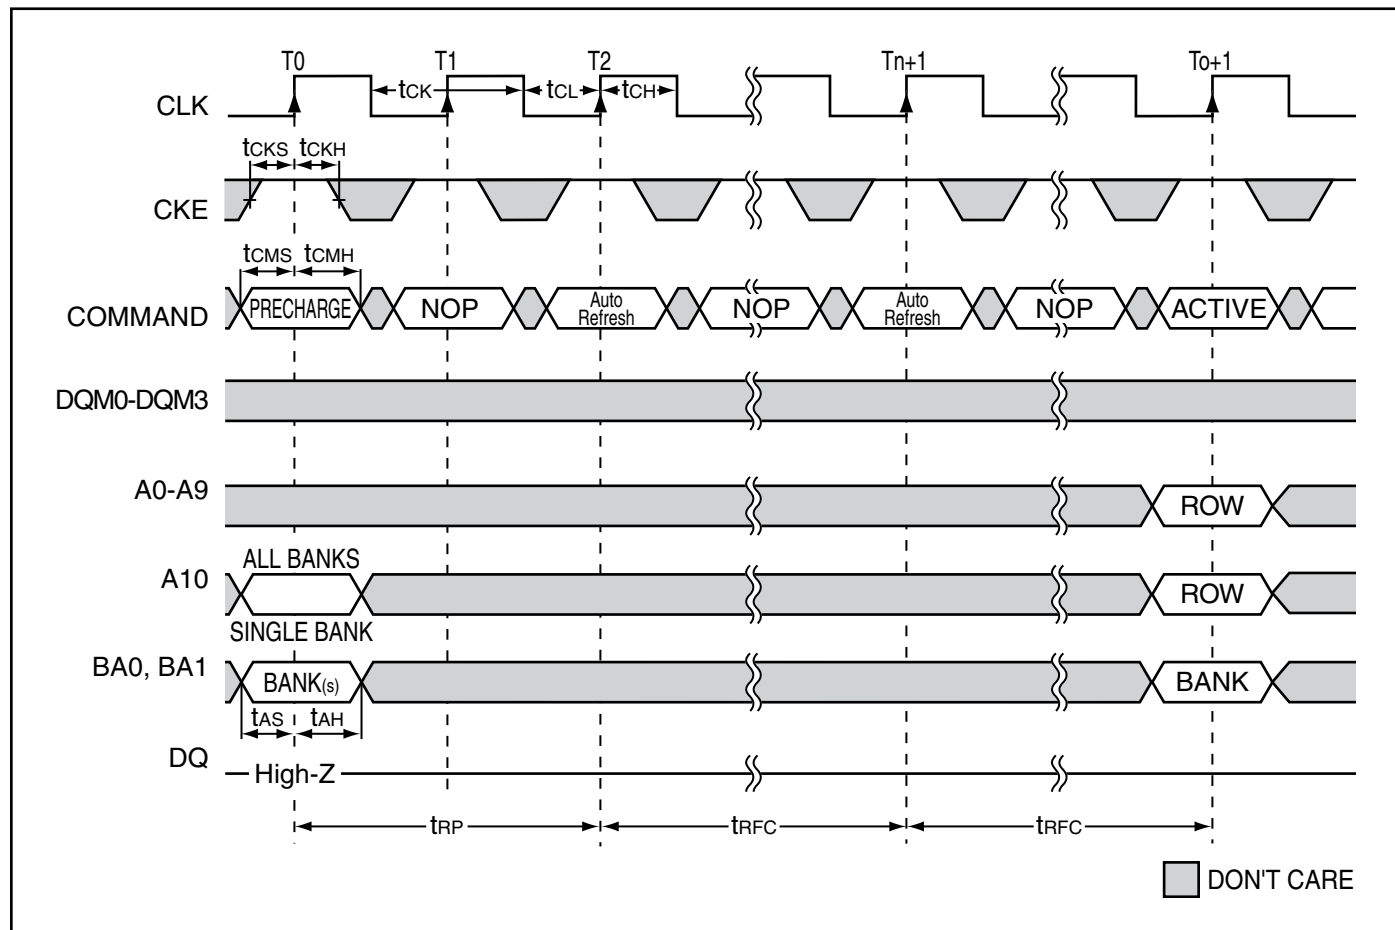 T0 T1 T2 Tn+1 To+1
CLK tCK tCL tCH
tCKS tCKH
CKE
tCMS tCMH
COMMAND PRECHARGE NOP Auto Refresh NOP Auto Refresh NOP ACTIVE
DQM0-DQM3
A0-A9 ROW
ALL BANKS
A10 ROW
SINGLE BANK
BA0, BA1 BANK(s) BANK
tAS tAH
DQ High-Z
tRP tRFC tRFC
DON'T CARE